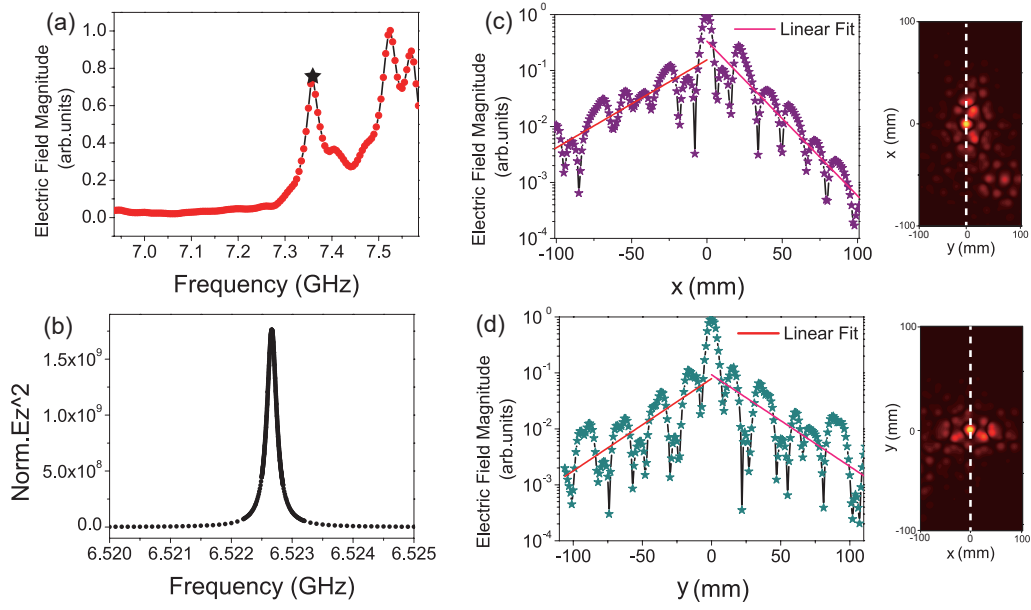 (a)
Electric Field Magnitude
(arb.units)
1.0
0.8
0.6
0.4
0.2
0.0
7.0 7.1 7.2 7.3 7.4 7.5
Frequency (GHz)
(b)
Norm.Ez^2
1.5x10^9
1.0x10^9
5.0x10^8
0.0
6.520 6.521 6.522 6.523 6.524 6.525
Frequency (GHz)
(c)
Electric Field Magnitude
(arb.units)
10^0
10^-1
10^-2
10^-3
10^-4
Linear Fit
-100 -50 0 50 100
x (mm)
100
0
-100
x (mm)
-100 0 100
y (mm)
(d)
Electric Field Magnitude
(arb.units)
10^0
10^-1
10^-2
10^-3
10^-4
Linear Fit
-100 -50 0 50 100
y (mm)
100
0
-100
y (mm)
-100 0 100
x (mm)